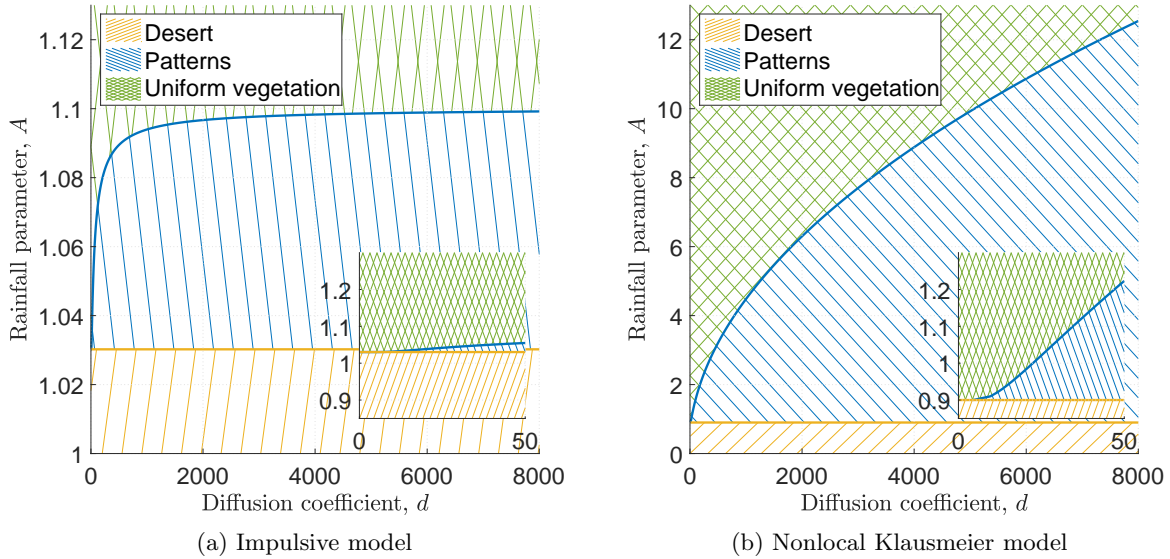 Desert
Patterns
Uniform vegetation
1.12
1.1
1.08
1.06
1.04
1.02
1
Rainfall parameter, A
1.2
1.1
1
0.9
0 50
0 2000 4000 6000 8000
Diffusion coefficient, d
(a) Impulsive model
Desert
Patterns
Uniform vegetation
12
10
8
6
4
2
0
Rainfall parameter, A
1.2
1.1
1
0.9
0 50
0 2000 4000 6000 8000
Diffusion coefficient, d
(b) Nonlocal Klausmeier model